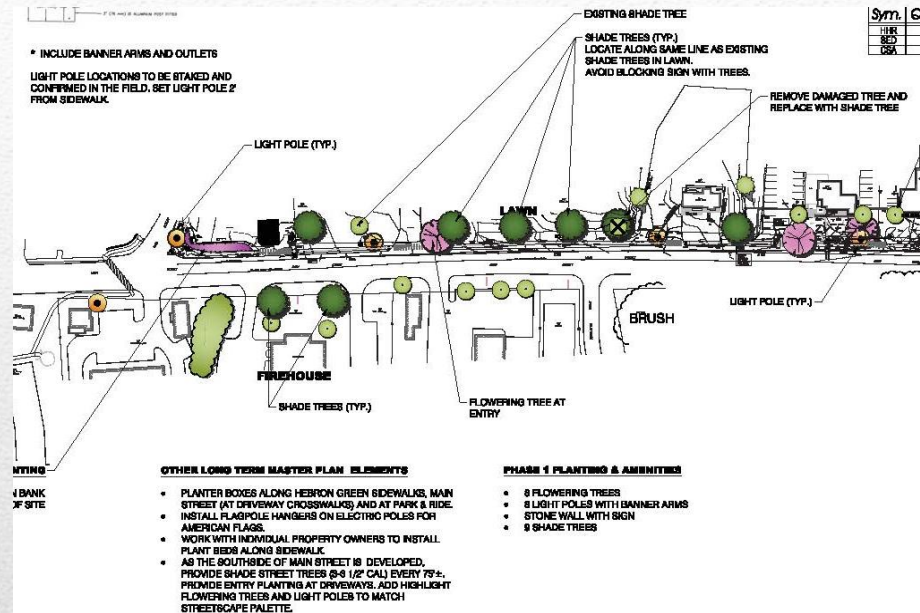 * INCLUDE BANNER ARMS AND OUTLETS
LIGHT POLE LOCATIONS TO BE STAKED AND
CONFIRMED IN THE FIELD. SET LIGHT POLE 2'
FROM SIDEWALK.
EXISTING SHADE TREE
SHADE TREES (TYP.)
LOCATE ALONG SAME LINE AS EXISTING
SHADE TREES IN LAWN.
AVOID BLOCKING SIGN WITH TREES.
Sym.
HHR
SED
CSA
REMOVE DAMAGED TREE AND
REPLACE WITH SHADE TREE
LIGHT POLE (TYP.)
LAWN
LIGHT POLE (TYP.)
BRUSH
FIREHOUSE
SHADE TREES (TYP.)
FLOWERING TREE AT
ENTRY
NTING
N BANK
OF SITE
OTHER LONG TERM MASTER PLAN ELEMENTS
• PLANTER BOXES ALONG HEBRON GREEN SIDEWALKS, MAIN
STREET (AT DRIVEWAY CROSSWALKS) AND AT PARK & RIDE.
• INSTALL FLAGPOLE HANGERS ON ELECTRIC POLES FOR
AMERICAN FLAGS.
• WORK WITH INDIVIDUAL PROPERTY OWNERS TO INSTALL
PLANT BEDS ALONG SIDEWALK.
• AS THE SOUTHSIDE OF MAIN STREET IS DEVELOPED,
PROVIDE SHADE STREET TREES (3-3 1/2" CAL) EVERY 75'±.
PROVIDE ENTRY PLANTING AT DRIVEWAYS. ADD HIGHLIGHT
FLOWERING TREES AND LIGHT POLES TO MATCH
STREETSCAPE PALETTE.
PHASE 1 PLANTING & AMENITIES
• 8 FLOWERING TREES
• 8 LIGHT POLES WITH BANNER ARMS
• STONE WALL WITH SIGN
• 9 SHADE TREES